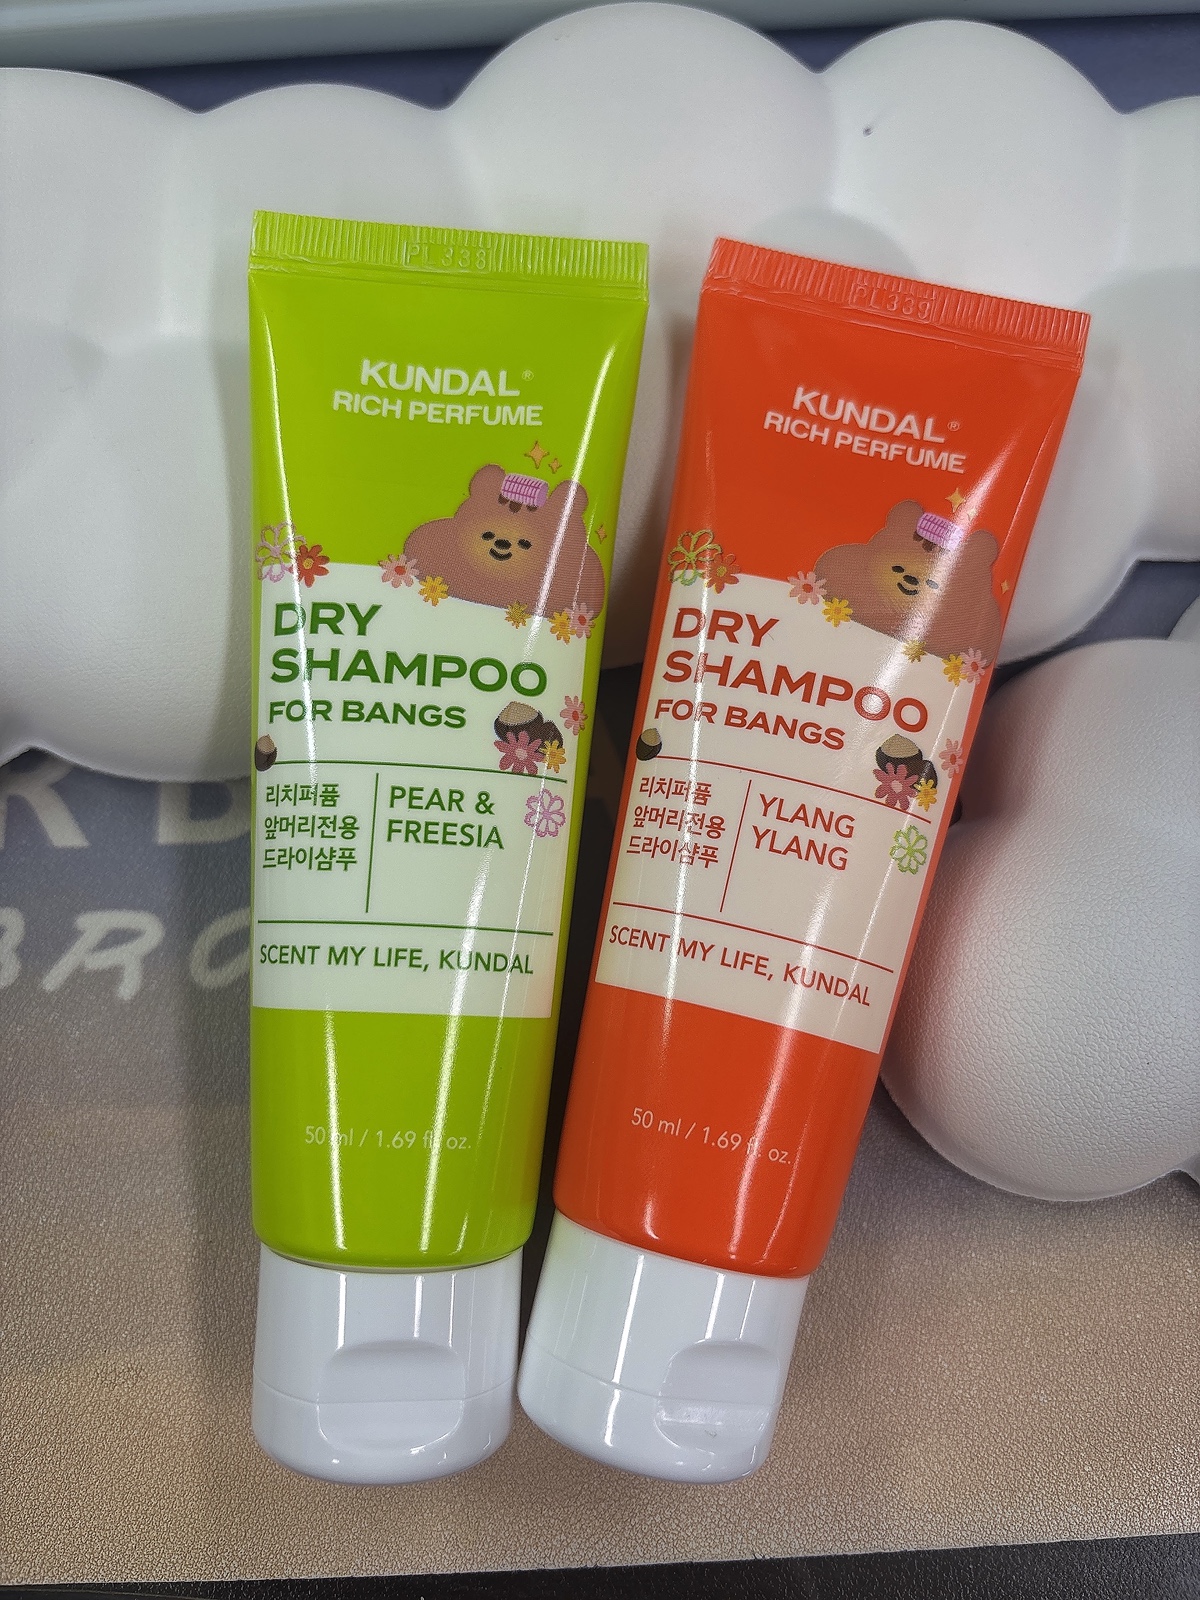 PL338
KUNDAL®
RICH PERFUME
DRY
SHAMPOO
FOR BANGS
리치퍼퓸
앞머리전용
드라이샴푸
PEAR &
FREESIA
SCENT MY LIFE, KUNDAL
50 ml / 1.69 fl. oz.
PL339
KUNDAL®
RICH PERFUME
DRY
SHAMPOO
FOR BANGS
리치퍼퓸
앞머리전용
드라이샴푸
YLANG
YLANG
SCENT MY LIFE, KUNDAL
50 ml / 1.69 fl. oz.